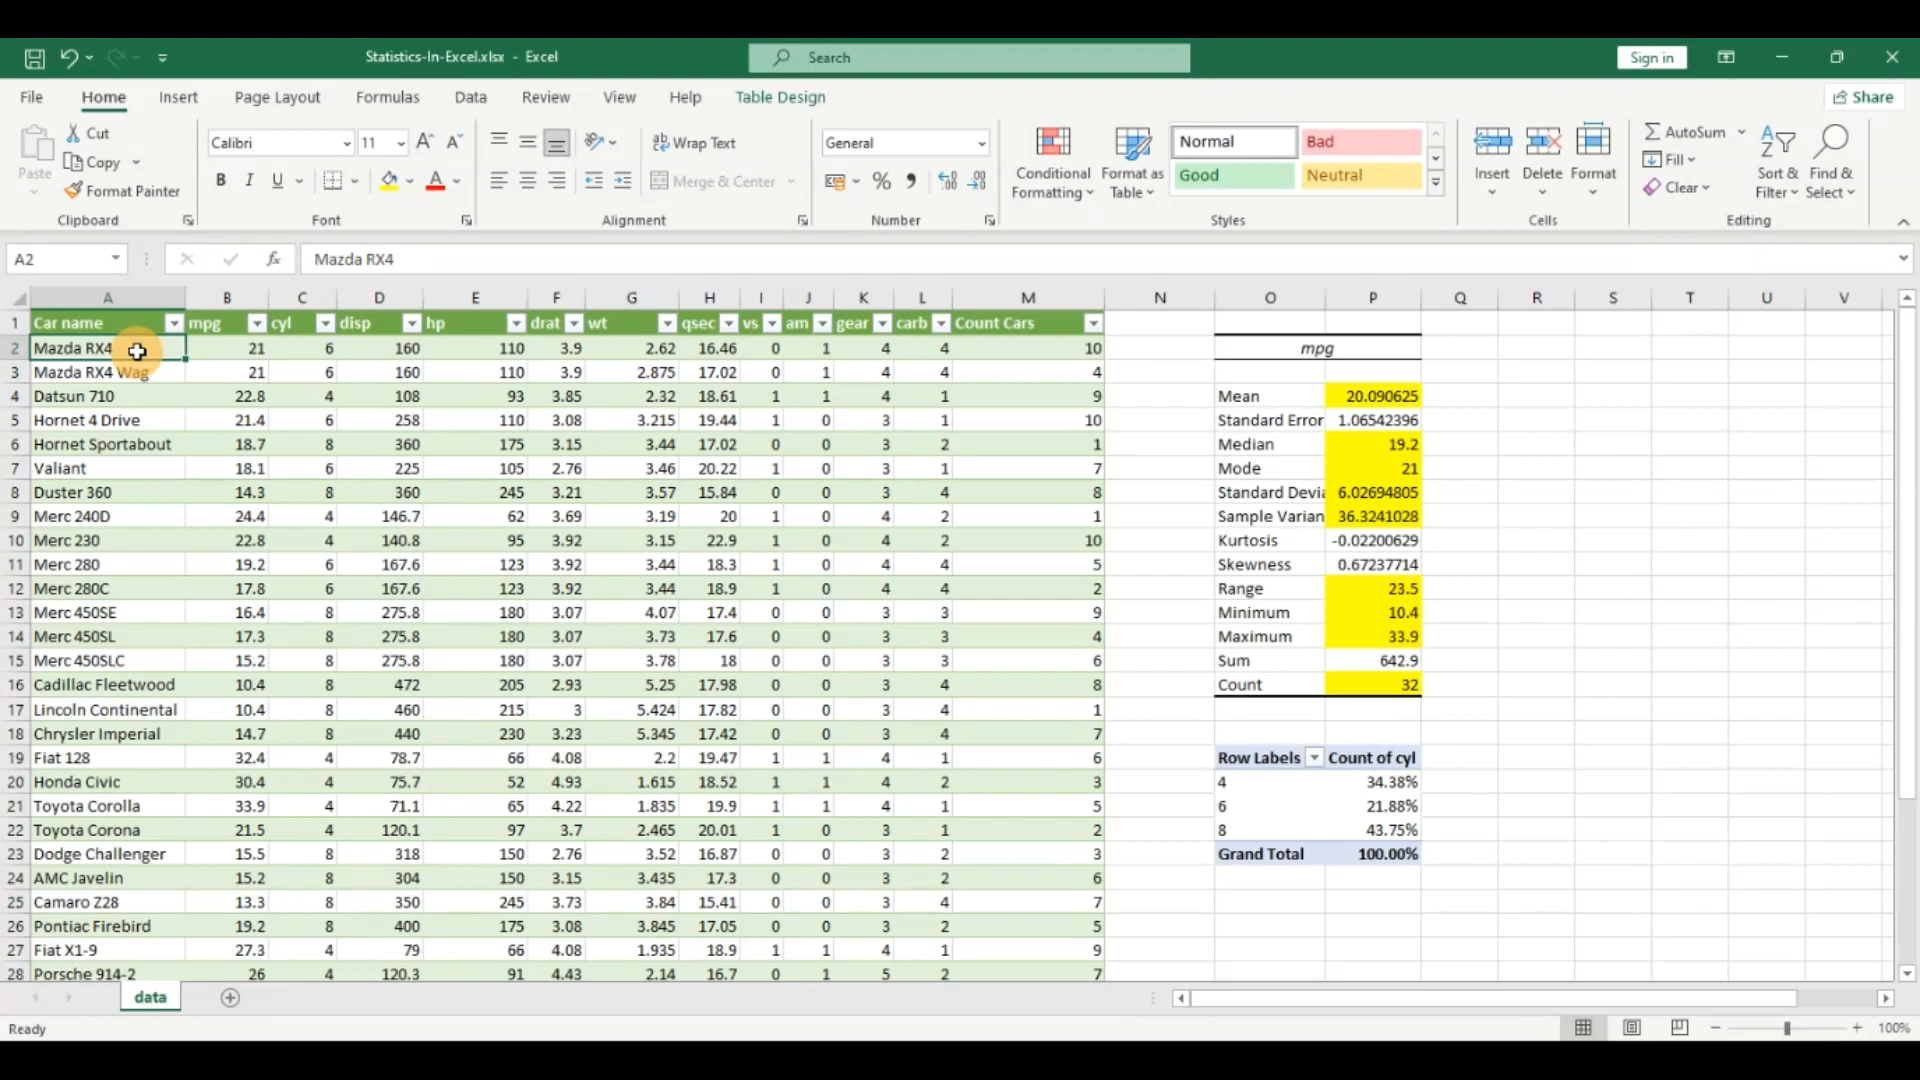 Statistics-In-Excel.xlsx - Excel
Search
Sign in
File Home Insert Page Layout Formulas Data Review View Help Table Design
Share
Paste
Cut
Copy
Format Painter
Clipboard
Calibri 11
B I U
Font
Wrap Text
Merge & Center
Alignment
General
Number
Conditional Formatting
Format as Table
Normal Bad
Good Neutral
Styles
Insert Delete Format
Cells
AutoSum
Fill
Clear
Sort & Filter
Find & Select
Editing
A2 fx Mazda RX4
A B C D E F G H I J K L M N O P Q R S T U V
1 Car name mpg cyl disp hp drat wt qsec vs am gear carb Count Cars
2 Mazda RX4 21 6 160 110 3.9 2.62 16.46 0 1 4 4 10 mpg
3 Mazda RX4 Wag 21 6 160 110 3.9 2.875 17.02 0 1 4 4 4
4 Datsun 710 22.8 4 108 93 3.85 2.32 18.61 1 1 4 1 9 Mean 20.090625
5 Hornet 4 Drive 21.4 6 258 110 3.08 3.215 19.44 1 0 3 1 10 Standard Error 1.06542396
6 Hornet Sportabout 18.7 8 360 175 3.15 3.44 17.02 0 0 3 2 1 Median 19.2
7 Valiant 18.1 6 225 105 2.76 3.46 20.22 1 0 3 1 7 Mode 21
8 Duster 360 14.3 8 360 245 3.21 3.57 15.84 0 0 3 4 8 Standard Devia 6.02694805
9 Merc 240D 24.4 4 146.7 62 3.69 3.19 20 1 0 4 2 1 Sample Varian 36.3241028
10 Merc 230 22.8 4 140.8 95 3.92 3.15 22.9 1 0 4 2 10 Kurtosis -0.02200629
11 Merc 280 19.2 6 167.6 123 3.92 3.44 18.3 1 0 4 4 5 Skewness 0.67237714
12 Merc 280C 17.8 6 167.6 123 3.92 3.44 18.9 1 0 4 4 2 Range 23.5
13 Merc 450SE 16.4 8 275.8 180 3.07 4.07 17.4 0 0 3 3 9 Minimum 10.4
14 Merc 450SL 17.3 8 275.8 180 3.07 3.73 17.6 0 0 3 3 4 Maximum 33.9
15 Merc 450SLC 15.2 8 275.8 180 3.07 3.78 18 0 0 3 3 6 Sum 642.9
16 Cadillac Fleetwood 10.4 8 472 205 2.93 5.25 17.98 0 0 3 4 8 Count 32
17 Lincoln Continental 10.4 8 460 215 3 5.424 17.82 0 0 3 4 1
18 Chrysler Imperial 14.7 8 440 230 3.23 5.345 17.42 0 0 3 4 7
19 Fiat 128 32.4 4 78.7 66 4.08 2.2 19.47 1 1 4 1 6 Row Labels Count of cyl
20 Honda Civic 30.4 4 75.7 52 4.93 1.615 18.52 1 1 4 2 3 4 34.38%
21 Toyota Corolla 33.9 4 71.1 65 4.22 1.835 19.9 1 1 4 1 5 6 21.88%
22 Toyota Corona 21.5 4 120.1 97 3.7 2.465 20.01 1 0 3 1 2 8 43.75%
23 Dodge Challenger 15.5 8 318 150 2.76 3.52 16.87 0 0 3 2 3 Grand Total 100.00%
24 AMC Javelin 15.2 8 304 150 3.15 3.435 17.3 0 0 3 2 6
25 Camaro Z28 13.3 8 350 245 3.73 3.84 15.41 0 0 3 4 7
26 Pontiac Firebird 19.2 8 400 175 3.08 3.845 17.05 0 0 3 2 5
27 Fiat X1-9 27.3 4 79 66 4.08 1.935 18.9 1 1 4 1 9
28 Porsche 914-2 26 4 120.3 91 4.43 2.14 16.7 0 1 5 2 7
data
Ready
100%